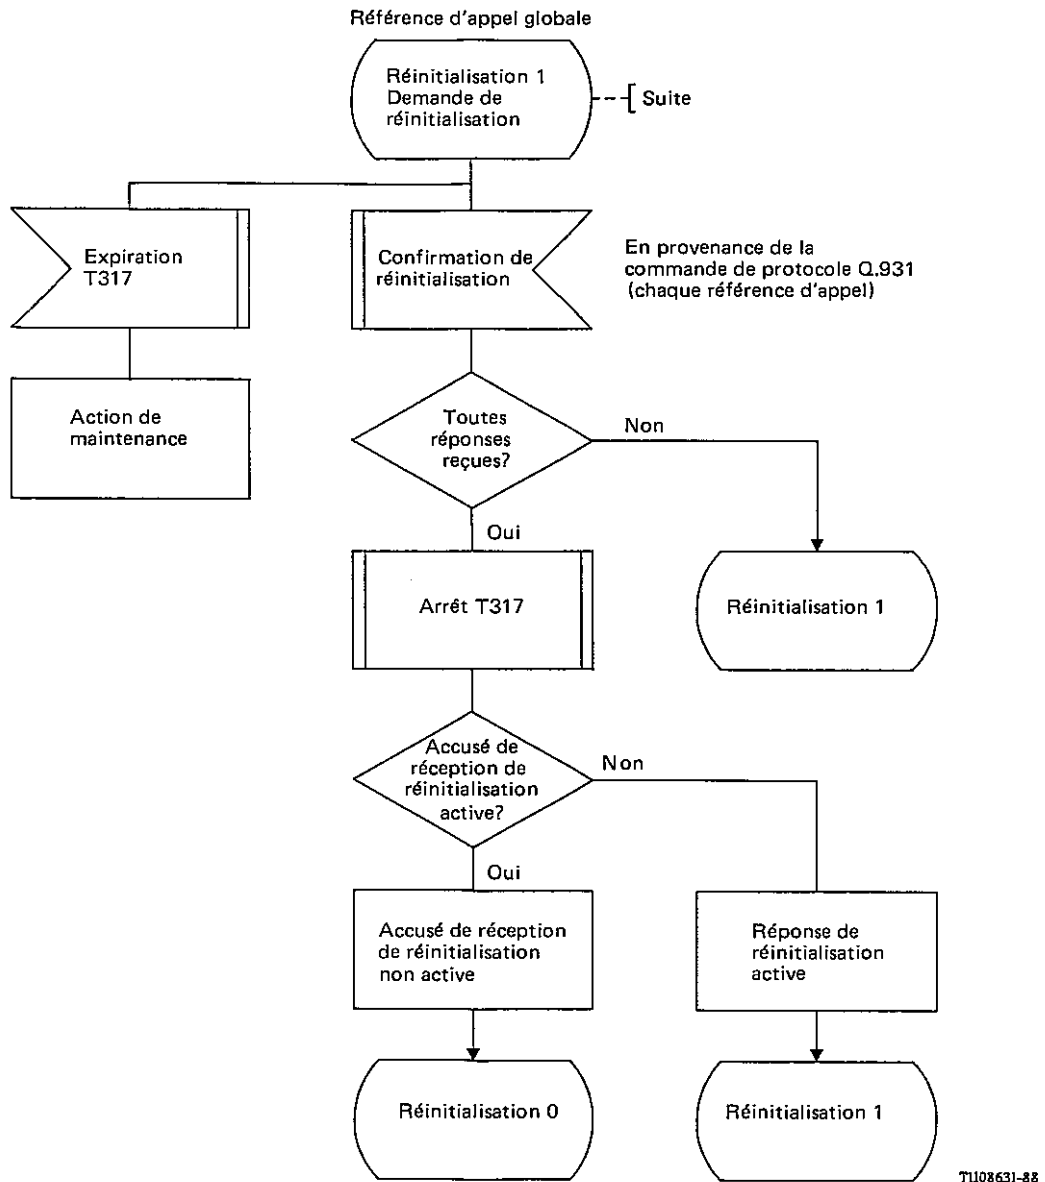 Référence d'appel globale
Réinitialisation 1
Demande de
réinitialisation
Suite
Expiration
T317
Confirmation de
réinitialisation
En provenance de la
commande de protocole Q.931
(chaque référence d'appel)
Action de
maintenance
Toutes
réponses
reçues?
Non
Oui
Arrêt T317
Réinitialisation 1
Accusé de
réception de
réinitialisation
active?
Non
Oui
Accusé de réception
de réinitialisation
non active
Réponse de
réinitialisation
active
Réinitialisation 0
Réinitialisation 1
T1108631-88